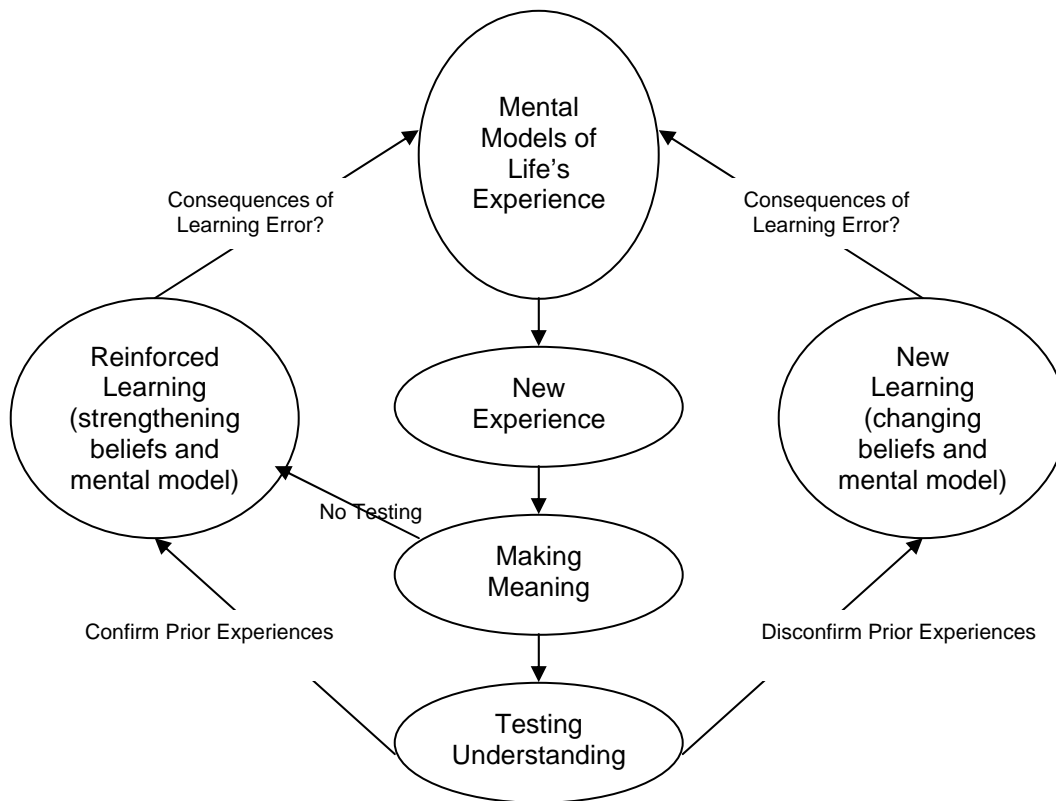 Mental
Models of
Life’s
Experience
Consequences of
Learning Error?
Consequences of
Learning Error?
Reinforced
Learning
(strengthening
beliefs and
mental model)
New
Experience
New
Learning
(changing
beliefs and
mental model)
No Testing
Making
Meaning
Confirm Prior Experiences
Disconfirm Prior Experiences
Testing
Understanding